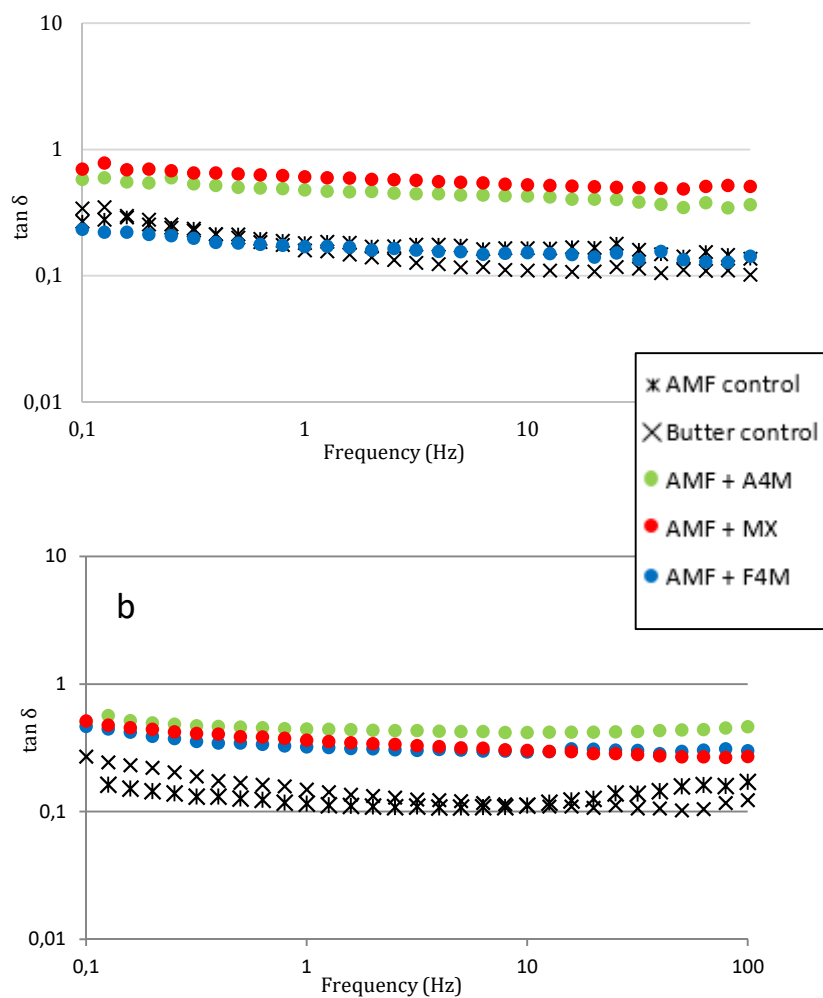 10
1
0,1
0,01
tan δ
0,1
1
10
Frequency (Hz)
AMF control
Butter control
AMF + A4M
AMF + MX
AMF + F4M
b
10
1
0,1
0,01
tan δ
0,1
1
10
100
Frequency (Hz)